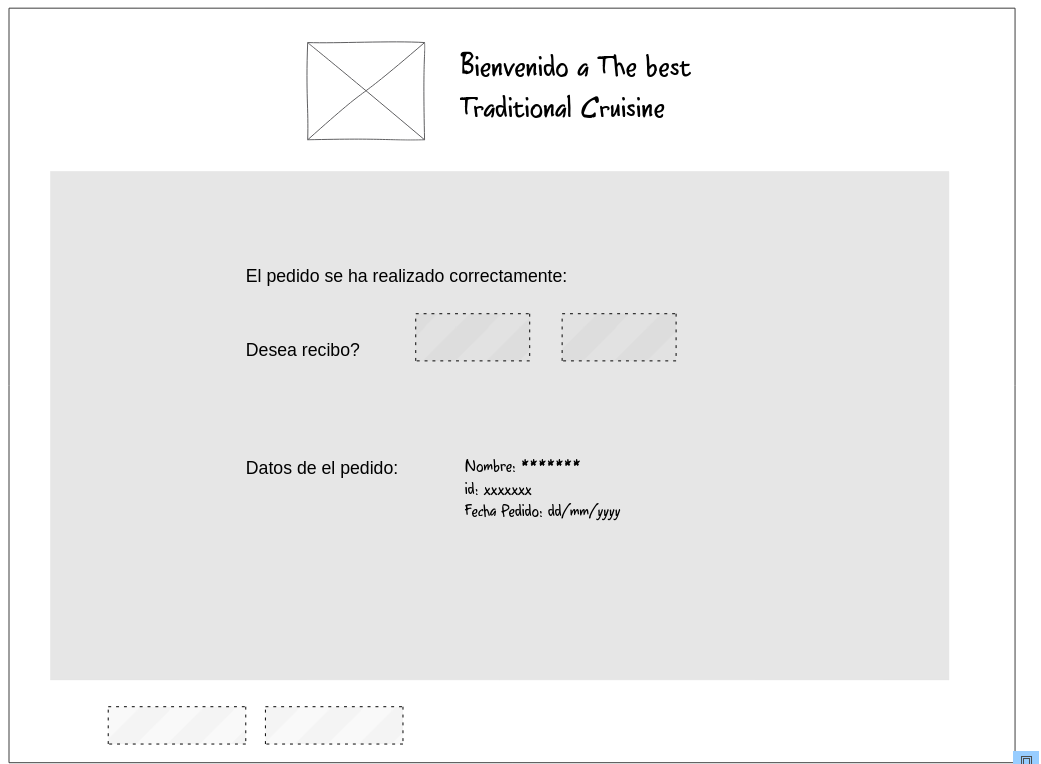 Bienvenido a The best
Traditional Cruisine
El pedido se ha realizado correctamente:
Desea recibo?
Datos de el pedido:
Nombre: *******
id: xxxxxxx
Fecha Pedido: dd/mm/yyyy